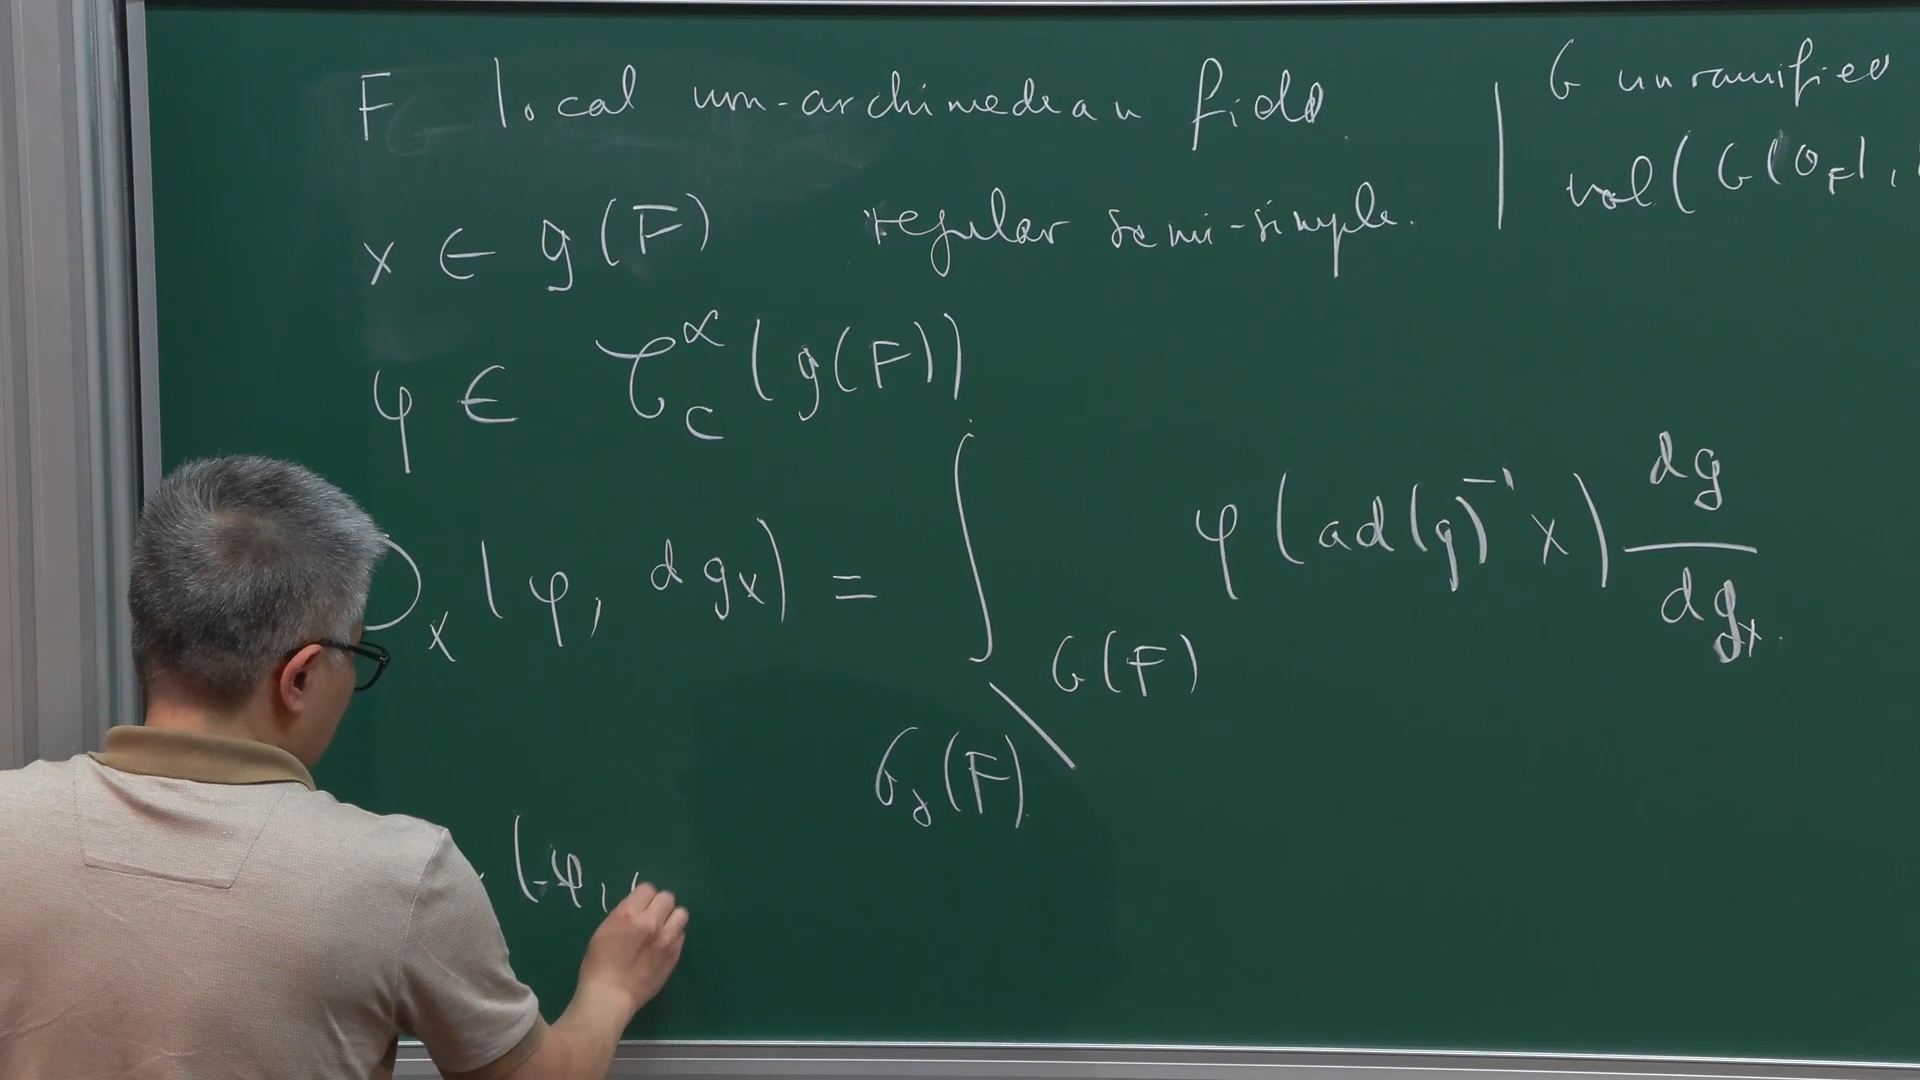 F local non-archimedean field.
x ∈ g(F) regular semi-simple.
φ ∈ C_c^∝(g(F))
O_x(φ, dg_x) = ∫_{G_x(F)\G(F)} φ(ad(g)^{-1} x) dg/dg_x.
(φ,
G unramified
vol(G(O_F),